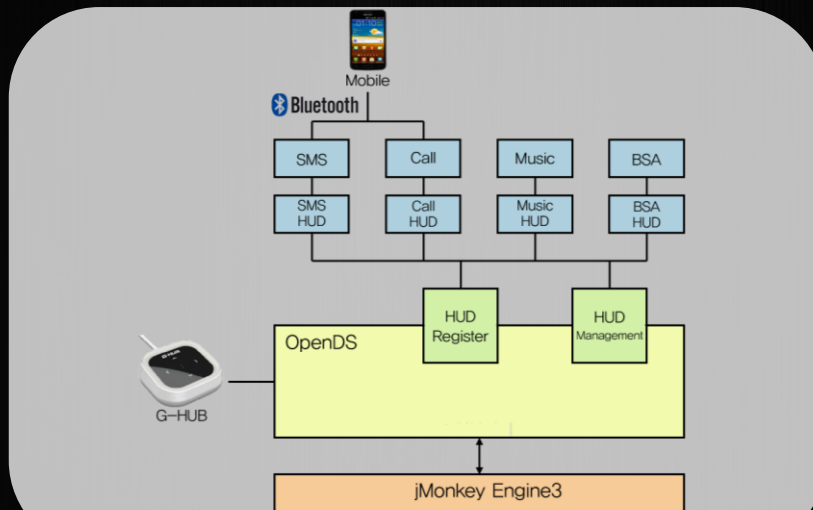 Mobile
Bluetooth
SMS
Call
Music
BSA
SMS
HUD
Call
HUD
Music
HUD
BSA
HUD
HUD
Register
HUD
Management
OpenDS
G-HUB
jMonkey Engine3